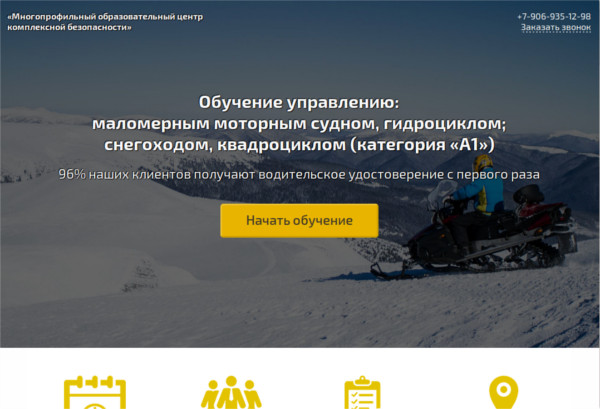 «Многопрофильный образовательный центр
комплексной безопасности»
+7-906-935-12-98
Заказать звонок
Обучение управлению:
маломерным моторным судном, гидроциклом;
снегоходом, квадроциклом (категория «А1»)
96% наших клиентов получают водительское удостоверение с первого раза
Начать обучение